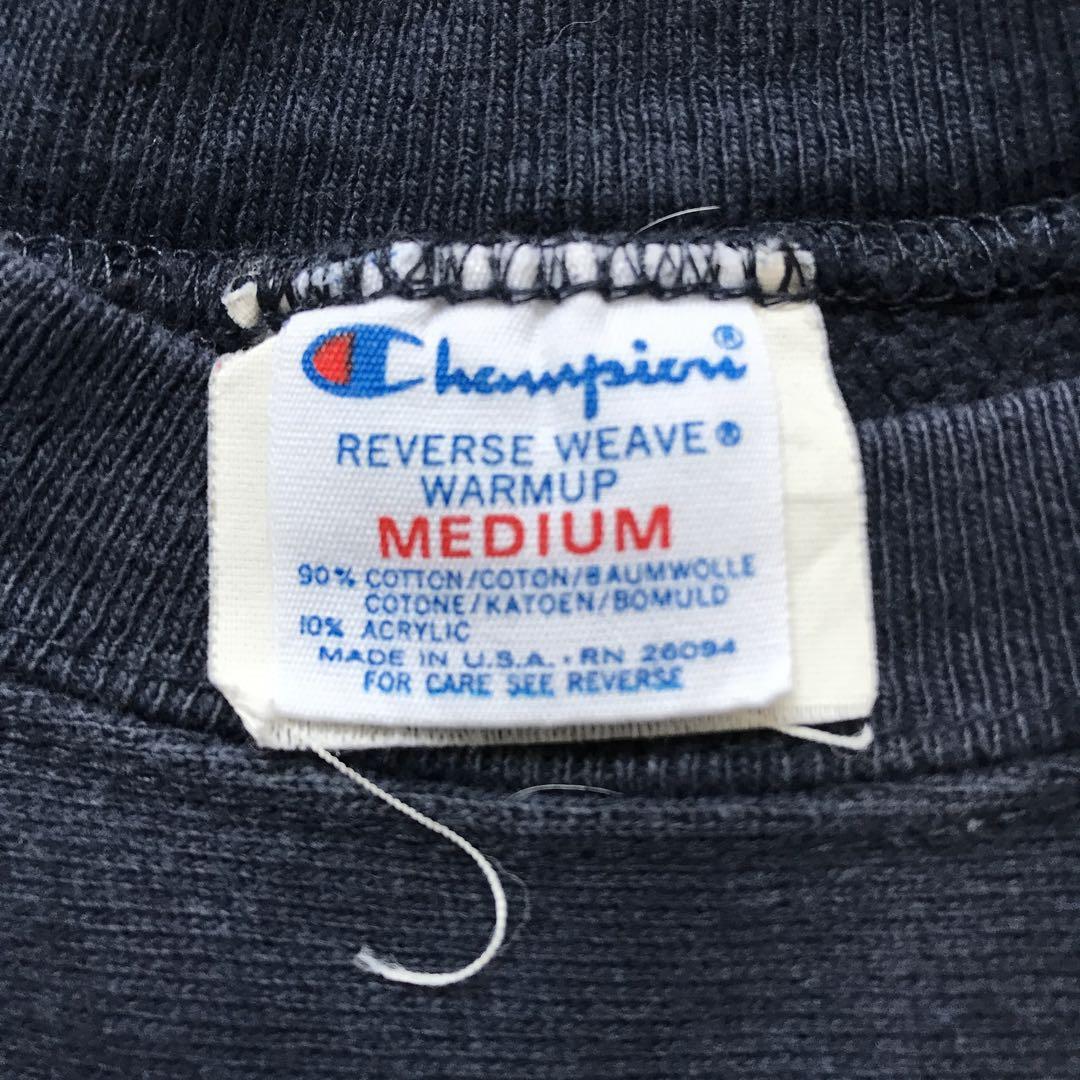 Champion®
REVERSE WEAVE®
WARMUP
MEDIUM
90% COTTON/COTON/BAUMWOLLE
COTONE/KATOEN/BOMULD
10% ACRYLIC
MADE IN U.S.A. • RN 26094
FOR CARE SEE REVERSE